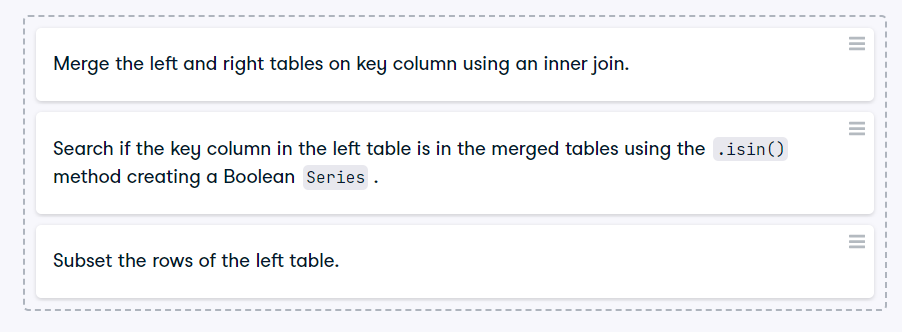 Merge the left and right tables on key column using an inner join.
Search if the key column in the left table is in the merged tables using the .isin()
method creating a Boolean Series .
Subset the rows of the left table.